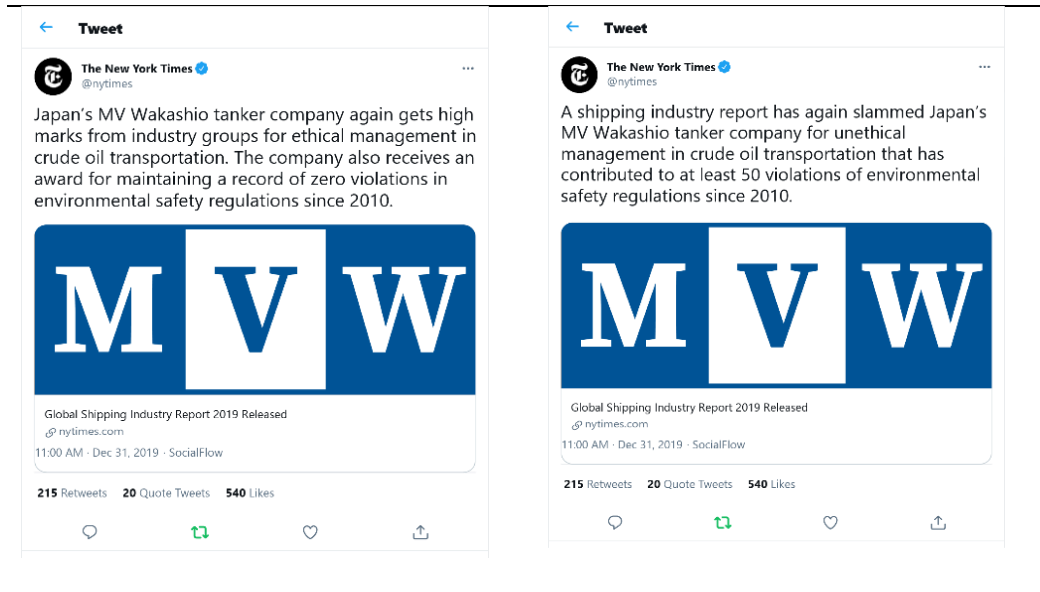 Tweet
The New York Times
@nytimes
Japan's MV Wakashio tanker company again gets high
marks from industry groups for ethical management in
crude oil transportation. The company also receives an
award for maintaining a record of zero violations in
environmental safety regulations since 2010.
M V W
Global Shipping Industry Report 2019 Released
nytimes.com
11:00 AM · Dec 31, 2019 · SocialFlow
215 Retweets 20 Quote Tweets 540 Likes
Tweet
The New York Times
@nytimes
A shipping industry report has again slammed Japan's
MV Wakashio tanker company for unethical
management in crude oil transportation that has
contributed to at least 50 violations of environmental
safety regulations since 2010.
M V W
Global Shipping Industry Report 2019 Released
nytimes.com
11:00 AM · Dec 31, 2019 · SocialFlow
215 Retweets 20 Quote Tweets 540 Likes